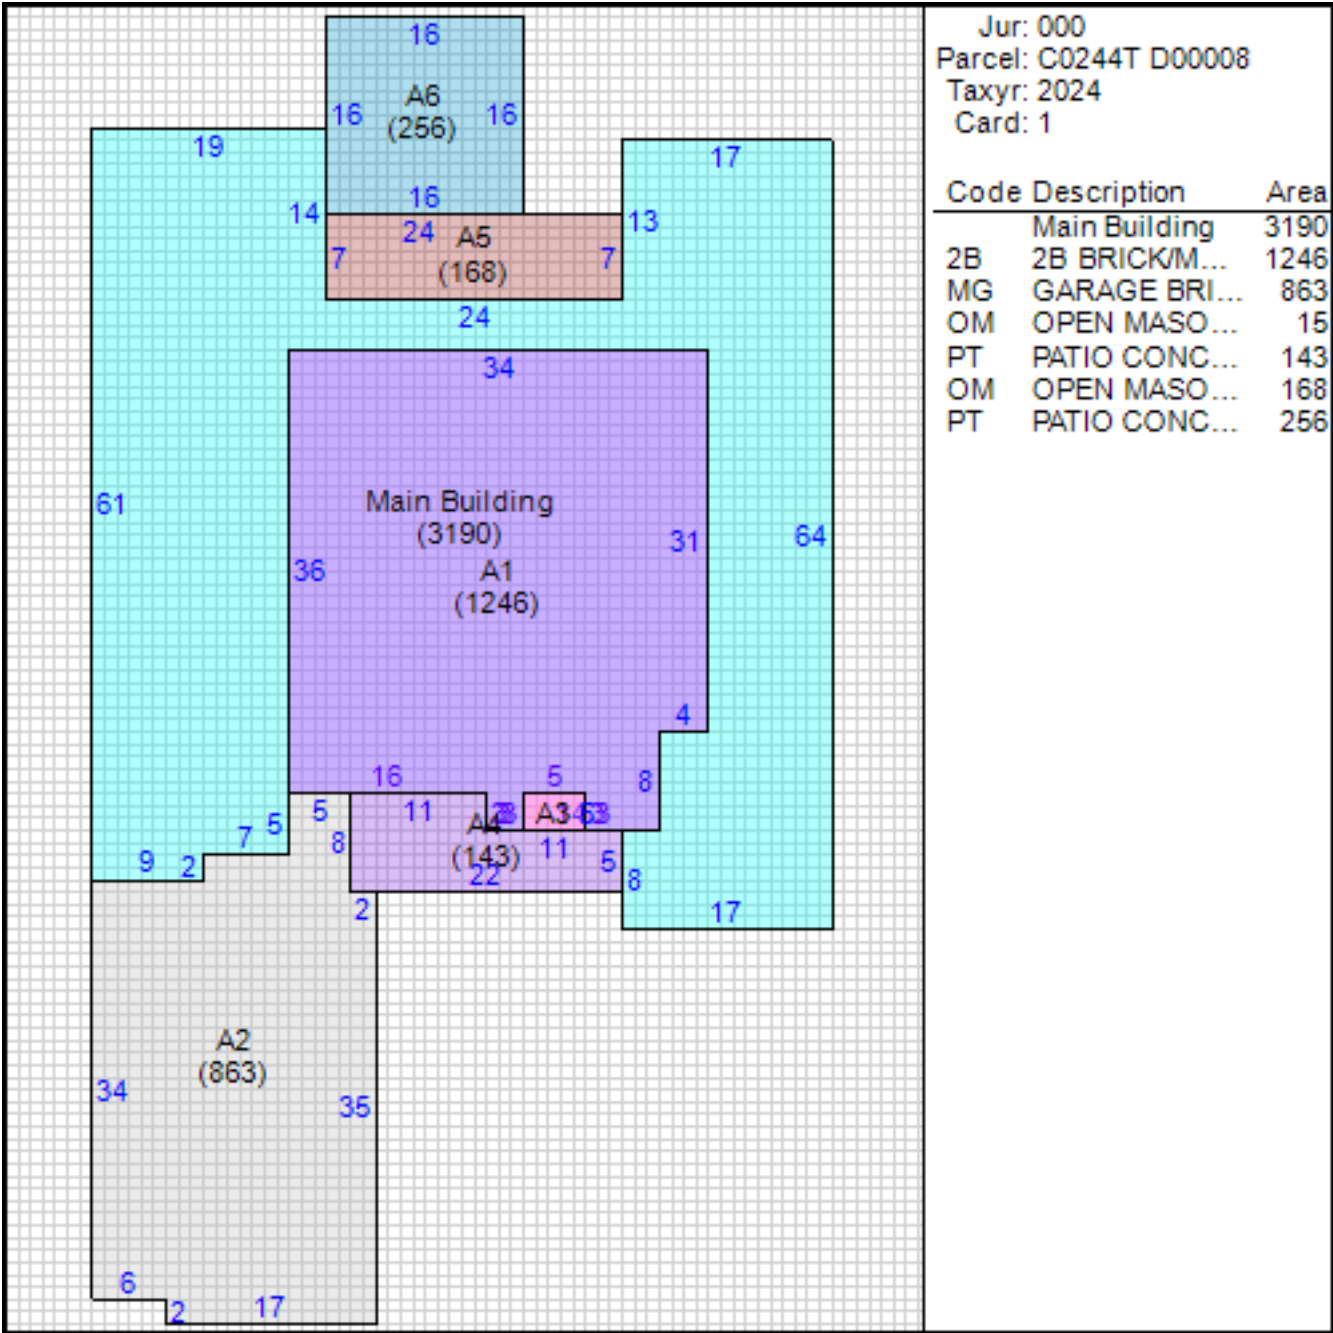 16
A6
16
16
(256)
16
19
17
14
24
A5
13
7
(168)
7
24
34
61
Main Building
(3190)
31
64
36
A1
(1246)
4
16
5
8
5
11
A3
5
7
8
A4
(143)
11
5
9
2
22
8
2
17
A2
(863)
34
35
6
2
17
Jur: 000
Parcel: C0244T D00008
Taxyr: 2024
Card: 1
Code Description Area
Main Building 3190
2B 2B BRICK/M... 1246
MG GARAGE BRI... 863
OM OPEN MASO... 15
PT PATIO CONC... 143
OM OPEN MASO... 168
PT PATIO CONC... 256